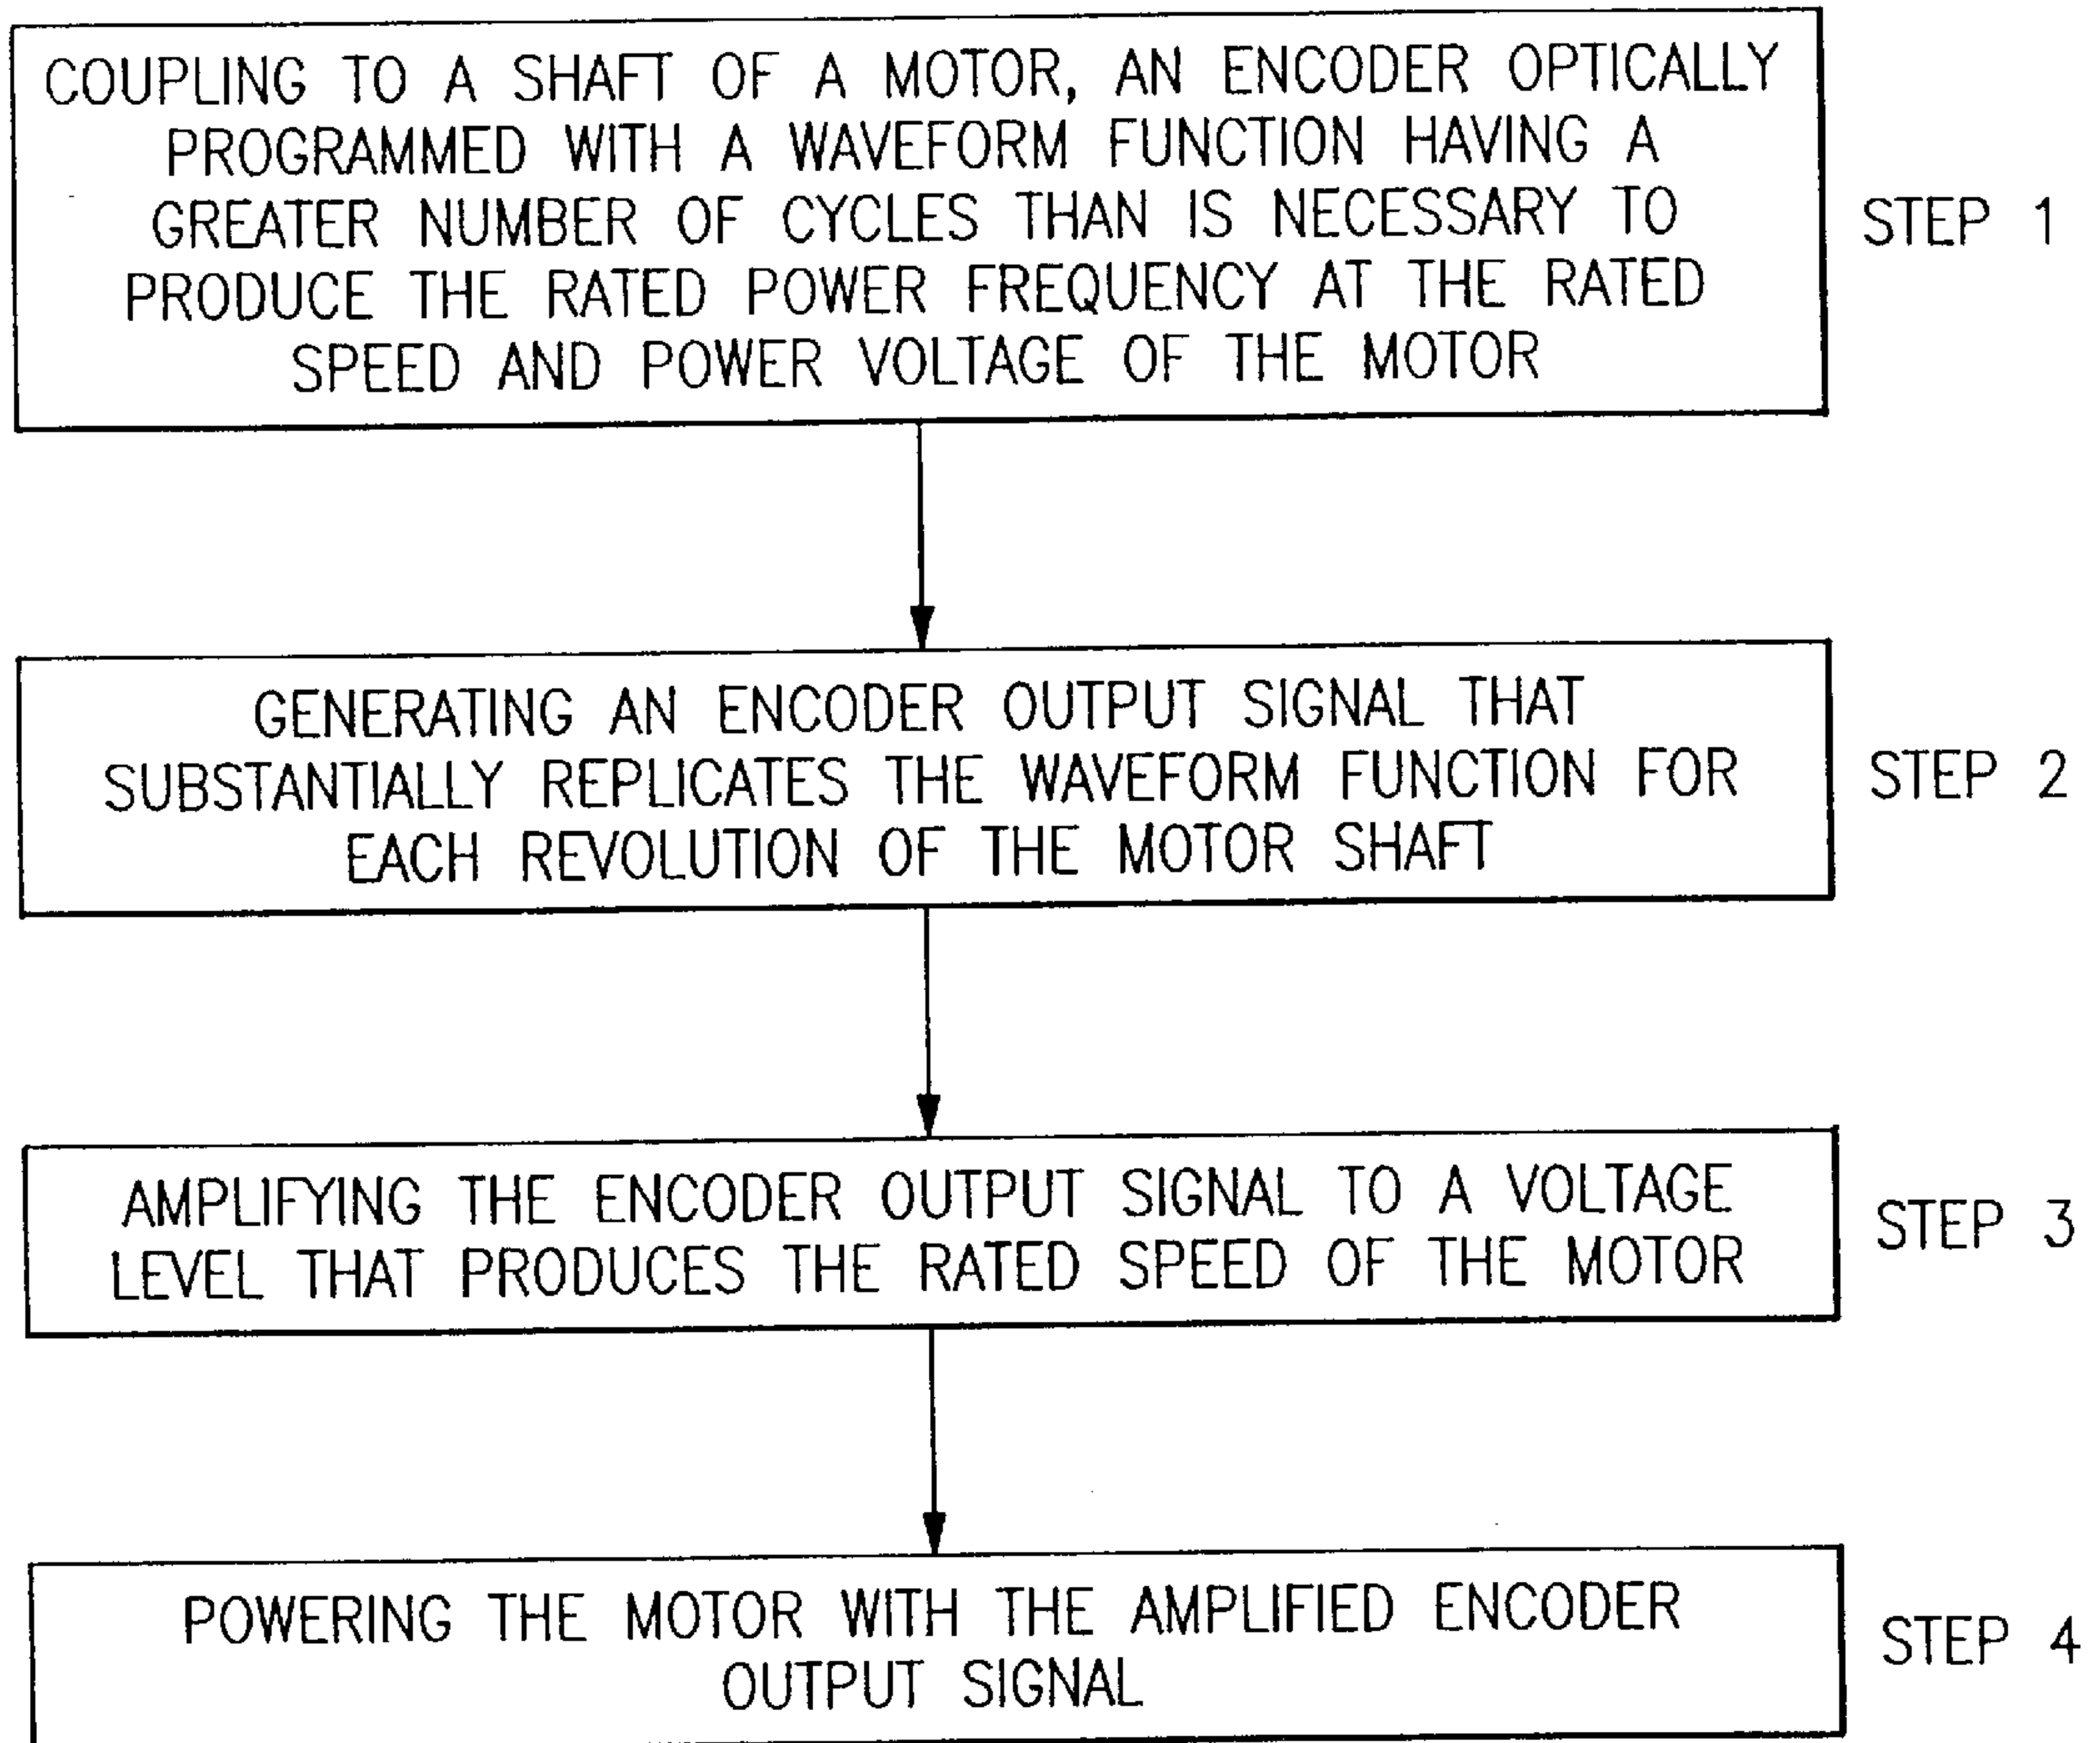 COUPLING TO A SHAFT OF A MOTOR, AN ENCODER OPTICALLY
PROGRAMMED WITH A WAVEFORM FUNCTION HAVING A
GREATER NUMBER OF CYCLES THAN IS NECESSARY TO
PRODUCE THE RATED POWER FREQUENCY AT THE RATED
SPEED AND POWER VOLTAGE OF THE MOTOR
STEP 1
GENERATING AN ENCODER OUTPUT SIGNAL THAT
SUBSTANTIALLY REPLICATES THE WAVEFORM FUNCTION FOR
EACH REVOLUTION OF THE MOTOR SHAFT
STEP 2
AMPLIFYING THE ENCODER OUTPUT SIGNAL TO A VOLTAGE
LEVEL THAT PRODUCES THE RATED SPEED OF THE MOTOR
STEP 3
POWERING THE MOTOR WITH THE AMPLIFIED ENCODER
OUTPUT SIGNAL
STEP 4